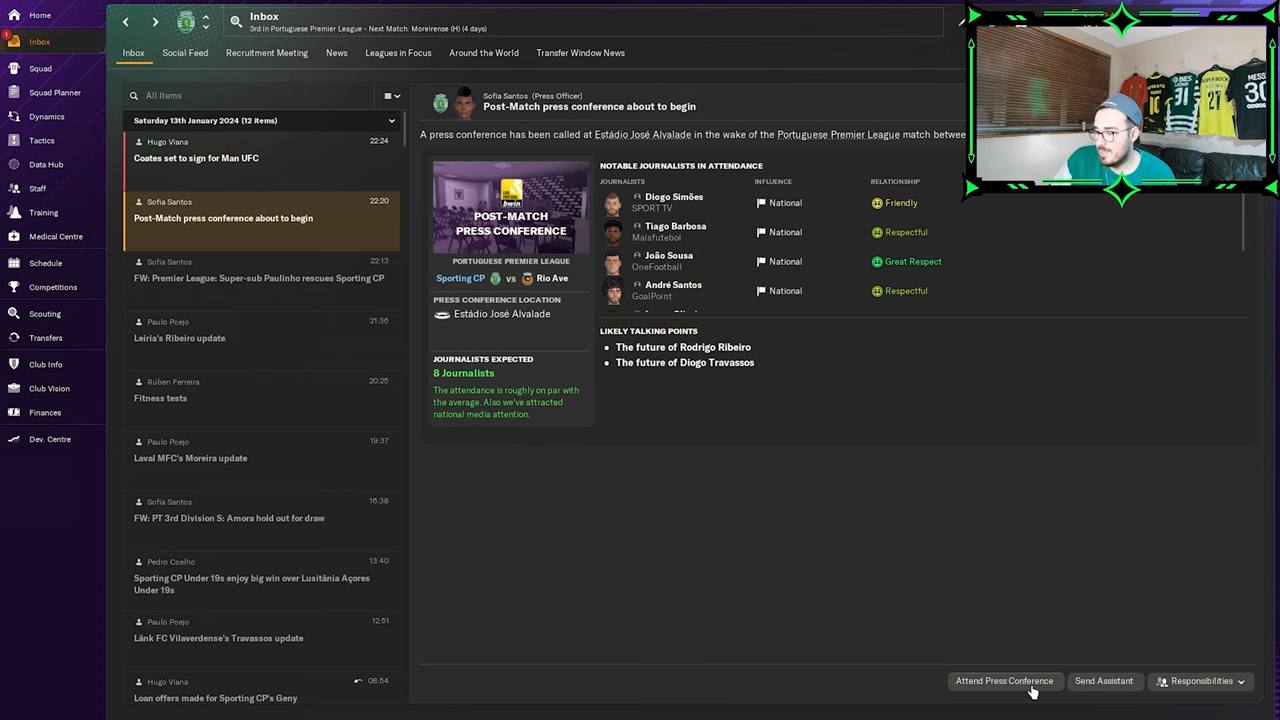 Home
1
Inbox
Squad
Squad Planner
Dynamics
Tactics
Data Hub
Staff
Training
Medical Centre
Schedule
Competitions
Scouting
Transfers
Club Info
Club Vision
Finances
Dev. Centre
Inbox
3rd in Portuguese Premier League - Next Match: Moreirense (H) (4 days)
Inbox
Social Feed
Recruitment Meeting
News
Leagues in Focus
Around the World
Transfer Window News
All Items
Saturday 13th January 2024 (12 items)
Hugo Viana 22:24
Coates set to sign for Man UFC
Sofia Santos 22:20
Post-Match press conference about to begin
Sofia Santos 22:13
FW: Premier League: Super-sub Paulinho rescues Sporting CP
Paulo Poejo 21:36
Leiria's Ribeiro update
Rúben Ferreira 20:25
Fitness tests
Paulo Poejo 19:37
Laval MFC's Moreira update
Sofia Santos 16:38
FW: PT 3rd Division S: Amora hold out for draw
Pedro Coelho 13:40
Sporting CP Under 19s enjoy big win over Lusitânia Açores
Under 19s
Paulo Poejo 12:51
Länk FC Vilaverdense's Travassos update
Hugo Viana 08:54
Loan offers made for Sporting CP's Geny
Sofia Santos (Press Officer)
Post-Match press conference about to begin
A press conference has been called at Estádio José Alvalade in the wake of the Portuguese Premier League match between
POST-MATCH
PRESS CONFERENCE
PORTUGUESE PREMIER LEAGUE
Sporting CP vs Rio Ave
PRESS CONFERENCE LOCATION
Estádio José Alvalade
JOURNALISTS EXPECTED
8 Journalists
The attendance is roughly on par with
the average. Also we've attracted
national media attention.
NOTABLE JOURNALISTS IN ATTENDANCE
JOURNALISTS INFLUENCE RELATIONSHIP
Diogo Simões
SPORT TV
National
Friendly
Tiago Barbosa
Maisfutebol
National
Respectful
João Sousa
OneFootball
National
Great Respect
André Santos
GoalPoint
National
Respectful
LIKELY TALKING POINTS
• The future of Rodrigo Ribeiro
• The future of Diogo Travassos
Attend Press Conference
Send Assistant
Responsibilities
31
27
30